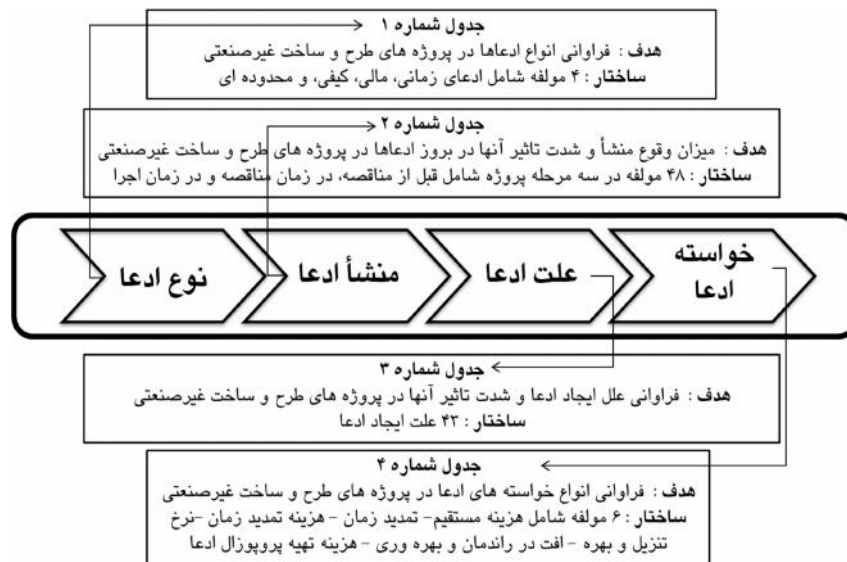 جدول شماره ۱
هدف : فراوانی انواع ادعاها در پروژه های طرح و ساخت غیرصنعتی
ساختار : ۴ مولفه شامل ادعای زمانی، مالی، کیفی، و محدوده ای
جدول شماره ۲
هدف : میزان وقوع منشأ و شدت تاثیر آنها در بروز ادعاها در پروژه های طرح و ساخت غیرصنعتی
ساختار : ۴۸ مولفه در سه مرحله پروژه شامل قبل از مناقصه، در زمان مناقصه و در زمان اجرا
نوع ادعا
منشأ ادعا
علت ادعا
خواسته
ادعا
جدول شماره ۳
هدف : فراوانی علل ایجاد ادعا و شدت تاثیر آنها در پروژه های طرح و ساخت غیرصنعتی
ساختار : ۴۳ علت ایجاد ادعا
جدول شماره ۴
هدف : فراوانی انواع خواسته های ادعا در پروژه های طرح و ساخت غیرصنعتی
ساختار : ۶ مولفه شامل هزینه مستقیم- تمدید زمان - هزینه تمدید زمان -نرخ
تنزیل و بهره - افت در راندمان و بهره وری - هزینه تهیه پروپوزال ادعا